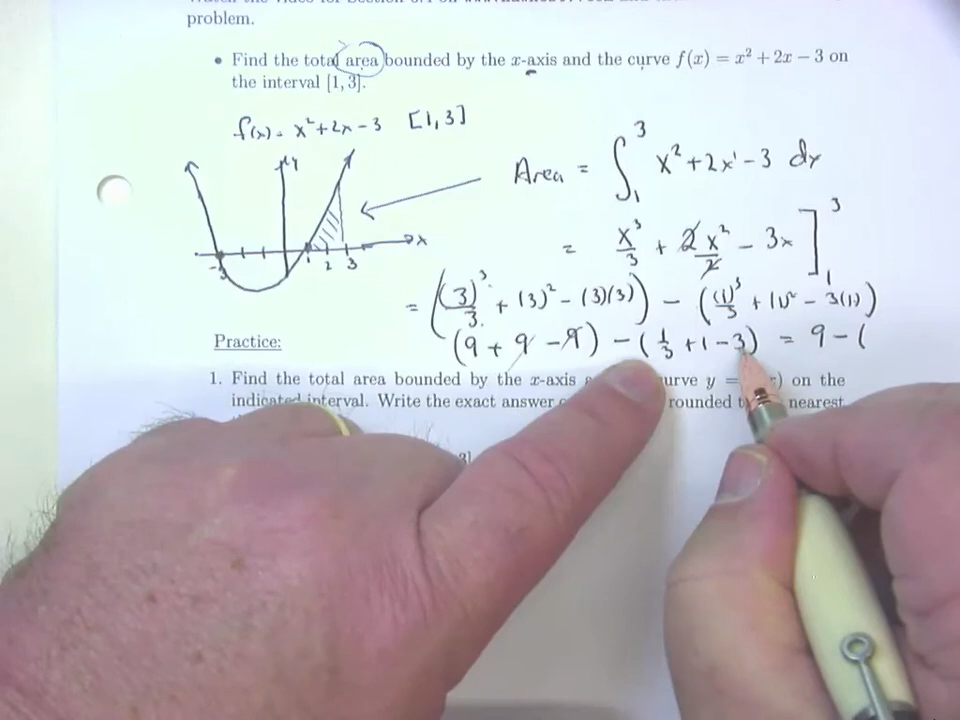 problem.
• Find the total area bounded by the x-axis and the curve f(x) = x² + 2x − 3 on
the interval [1, 3].
f(x) = x² + 2x − 3 [1,3]
y
Area = ∫₁³ x² + 2x¹ − 3 dx
x
-3 1 2 3
= x³/3 + 2x²/2 − 3x ]₁³
= ((3)³/3 + (3)² − (3)(3)) − ((1)³/3 + (1)² − 3(1))
(9 + 9 − 9) − (1/3 + 1 − 3) = 9 − (
Practice:
1. Find the total area bounded by the x-axis curve y = on the
indicated interval. Write the exact answer rounded nearest
3]